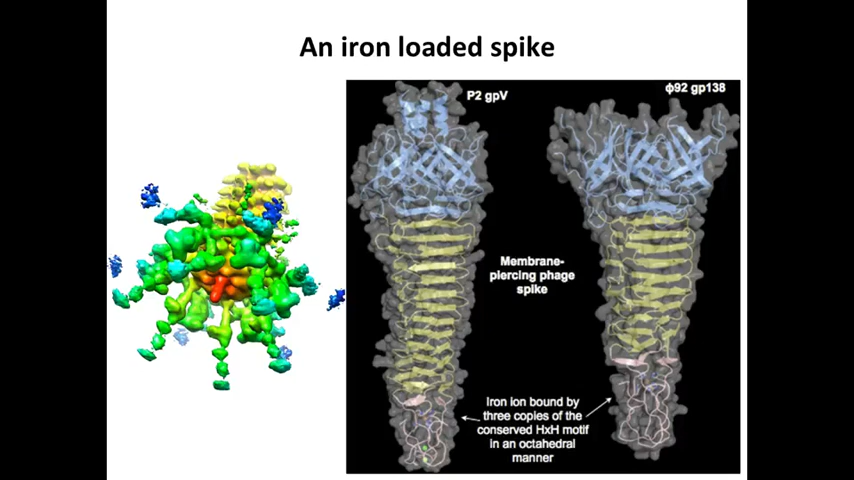 An iron loaded spike
P2 gpV
ϕ92 gp138
Membrane-
piercing phage
spike
Iron ion bound by
three copies of the
conserved HxH motif
in an octahedral
manner